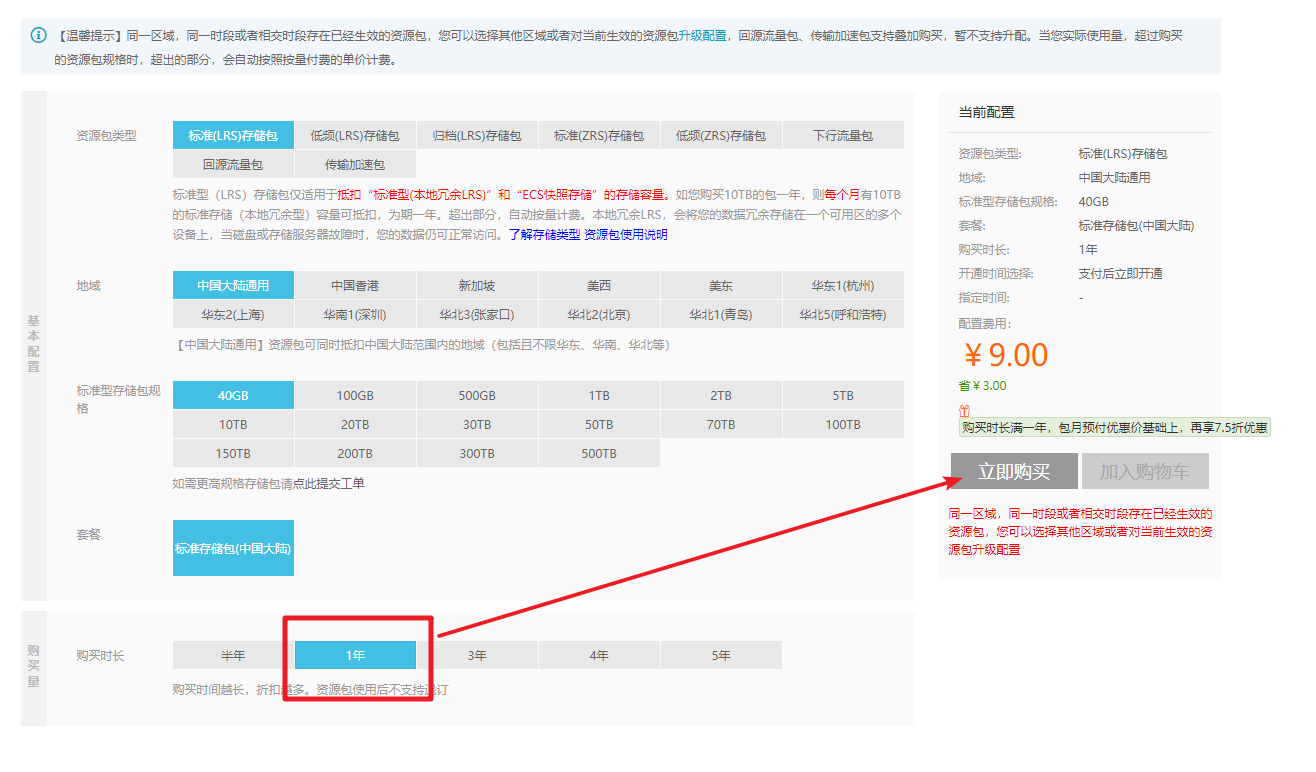 【温馨提示】同一区域，同一时段或者相交时段存在已经生效的资源包，您可以选择其他区域或者对当前生效的资源包升级配置，回源流量包、传输加速包支持叠加购买，暂不支持升配。当您实际使用量，超过购买
的资源包规格时，超出的部分，会自动按照按量付费的单价计费。
基本配置
资源包类型
标准(LRS)存储包 低频(LRS)存储包 归档(LRS)存储包 标准(ZRS)存储包 低频(ZRS)存储包 下行流量包
回源流量包 传输加速包
标准型（LRS）存储包仅适用于抵扣“标准型(本地冗余LRS)”和“ECS快照存储”的存储容量。如您购买10TB的包一年，则每个月有10TB
的标准存储（本地冗余型）容量可抵扣，为期一年。超出部分，自动按量计费。本地冗余LRS，会将您的数据冗余存储在一个可用区的多个
设备上，当磁盘或存储服务器故障时，您的数据仍可正常访问。了解存储类型 资源包使用说明
地域
中国大陆通用 中国香港 新加坡 美西 美东 华东1(杭州)
华东2(上海) 华南1(深圳) 华北3(张家口) 华北2(北京) 华北1(青岛) 华北5(呼和浩特)
【中国大陆通用】资源包可同时抵扣中国大陆范围内的地域（包括且不限华东、华南、华北等）
标准型存储包规
格
40GB 100GB 500GB 1TB 2TB 5TB
10TB 20TB 30TB 50TB 70TB 100TB
150TB 200TB 300TB 500TB
如需更高规格存储包请点此提交工单
套餐
标准存储包(中国大陆)
购买量
购买时长
半年 1年 3年 4年 5年
购买时间越长，折扣越多。资源包使用后不支持退订
当前配置
资源包类型: 标准(LRS)存储包
地域: 中国大陆通用
标准型存储包规格: 40GB
套餐: 标准存储包(中国大陆)
购买时长: 1年
开通时间选择: 支付后立即开通
指定时间: -
配置费用:
￥9.00
省￥3.00
购买时长满一年，包月预付优惠价基础上，再享7.5折优惠
立即购买 加入购物车
同一区域，同一时段或者相交时段存在已经生效的
资源包，您可以选择其他区域或者对当前生效的资
源包升级配置